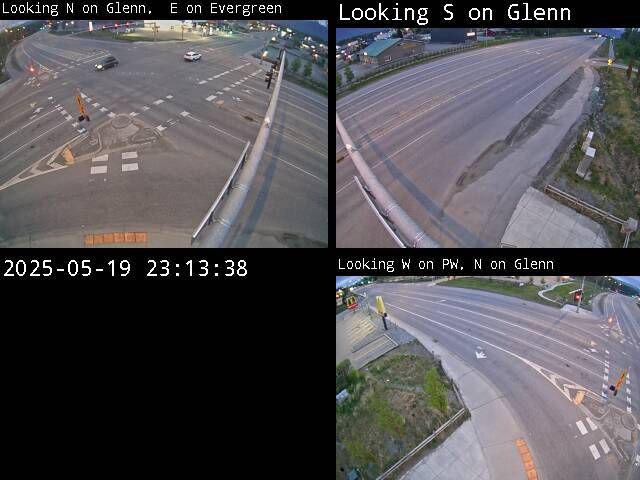 Looking N on Glenn,  E on Evergreen
Looking S on Glenn
2025-05-19 23:13:38
Looking W on PW, N on Glenn